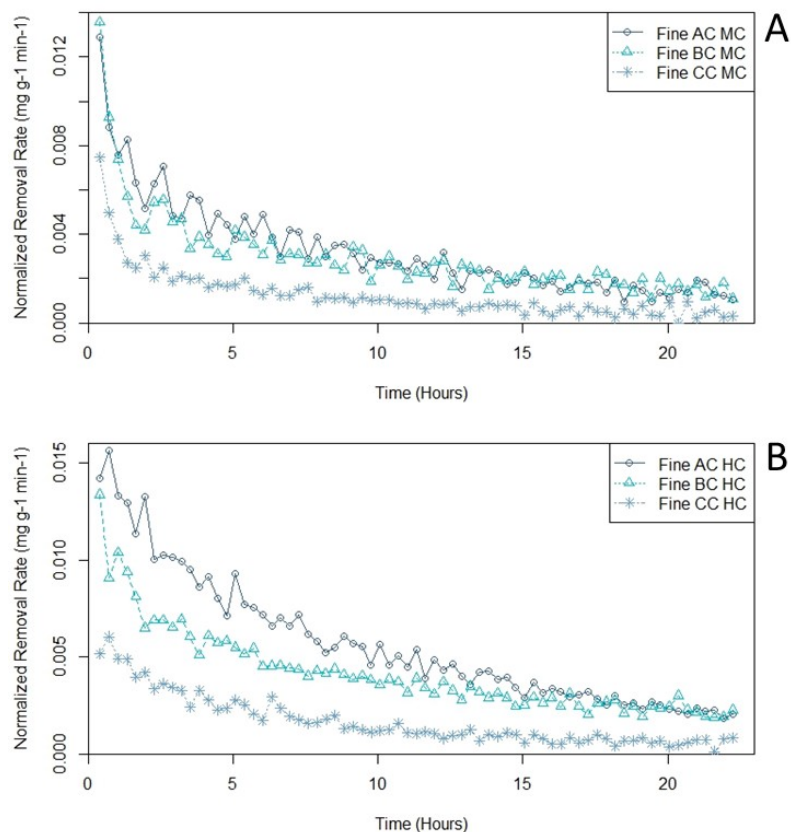 A
Fine AC MC
Fine BC MC
Fine CC MC
Normalized Removal Rate (mg g-1 min-1)
0.012
0.008
0.004
0.000
0 5 10 15 20
Time (Hours)
B
Fine AC HC
Fine BC HC
Fine CC HC
Normalized Removal Rate (mg g-1 min-1)
0.015
0.010
0.005
0.000
0 5 10 15 20
Time (Hours)